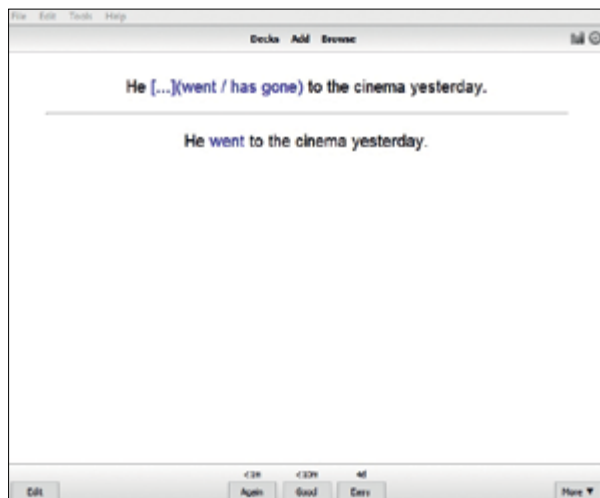 File Edit Tools Help
Decks Add Browse
He [...](went / has gone) to the cinema yesterday.
He went to the cinema yesterday.
4d
Edit Again Good Easy More ▼